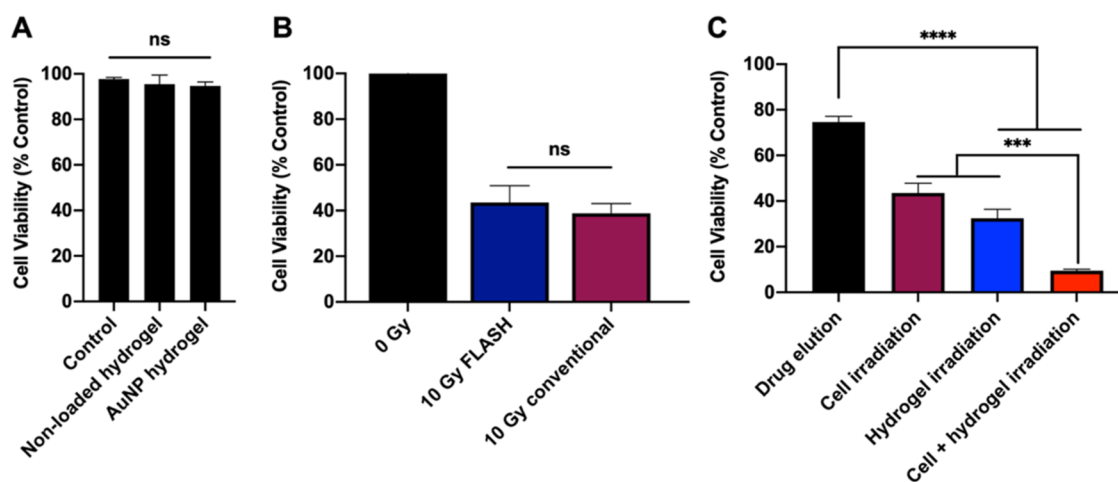 A
ns
Cell Viability (% Control)
100
80
60
40
20
0
Control
Non-loaded hydrogel
AuNP hydrogel
B
ns
Cell Viability (% Control)
100
80
60
40
20
0
0 Gy
10 Gy FLASH
10 Gy conventional
C
****
***
Cell Viability (% Control)
100
80
60
40
20
0
Drug elution
Cell irradiation
Hydrogel irradiation
Cell + hydrogel irradiation